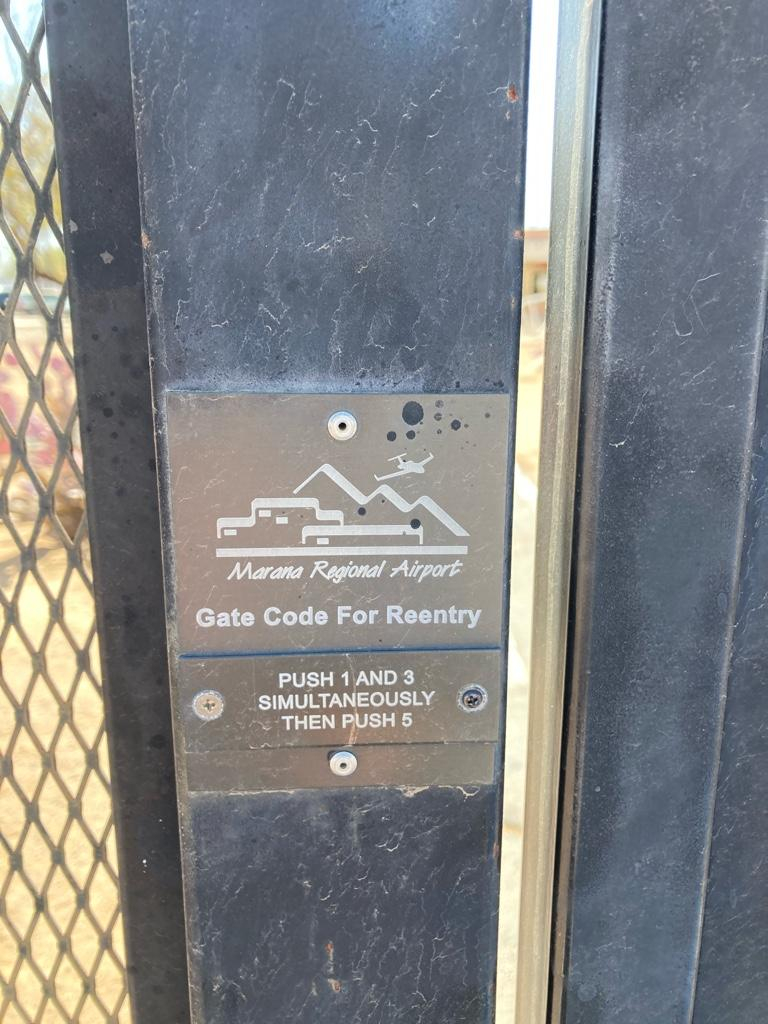 Marana Regional Airport
Gate Code For Reentry
PUSH 1 AND 3
SIMULTANEOUSLY
THEN PUSH 5